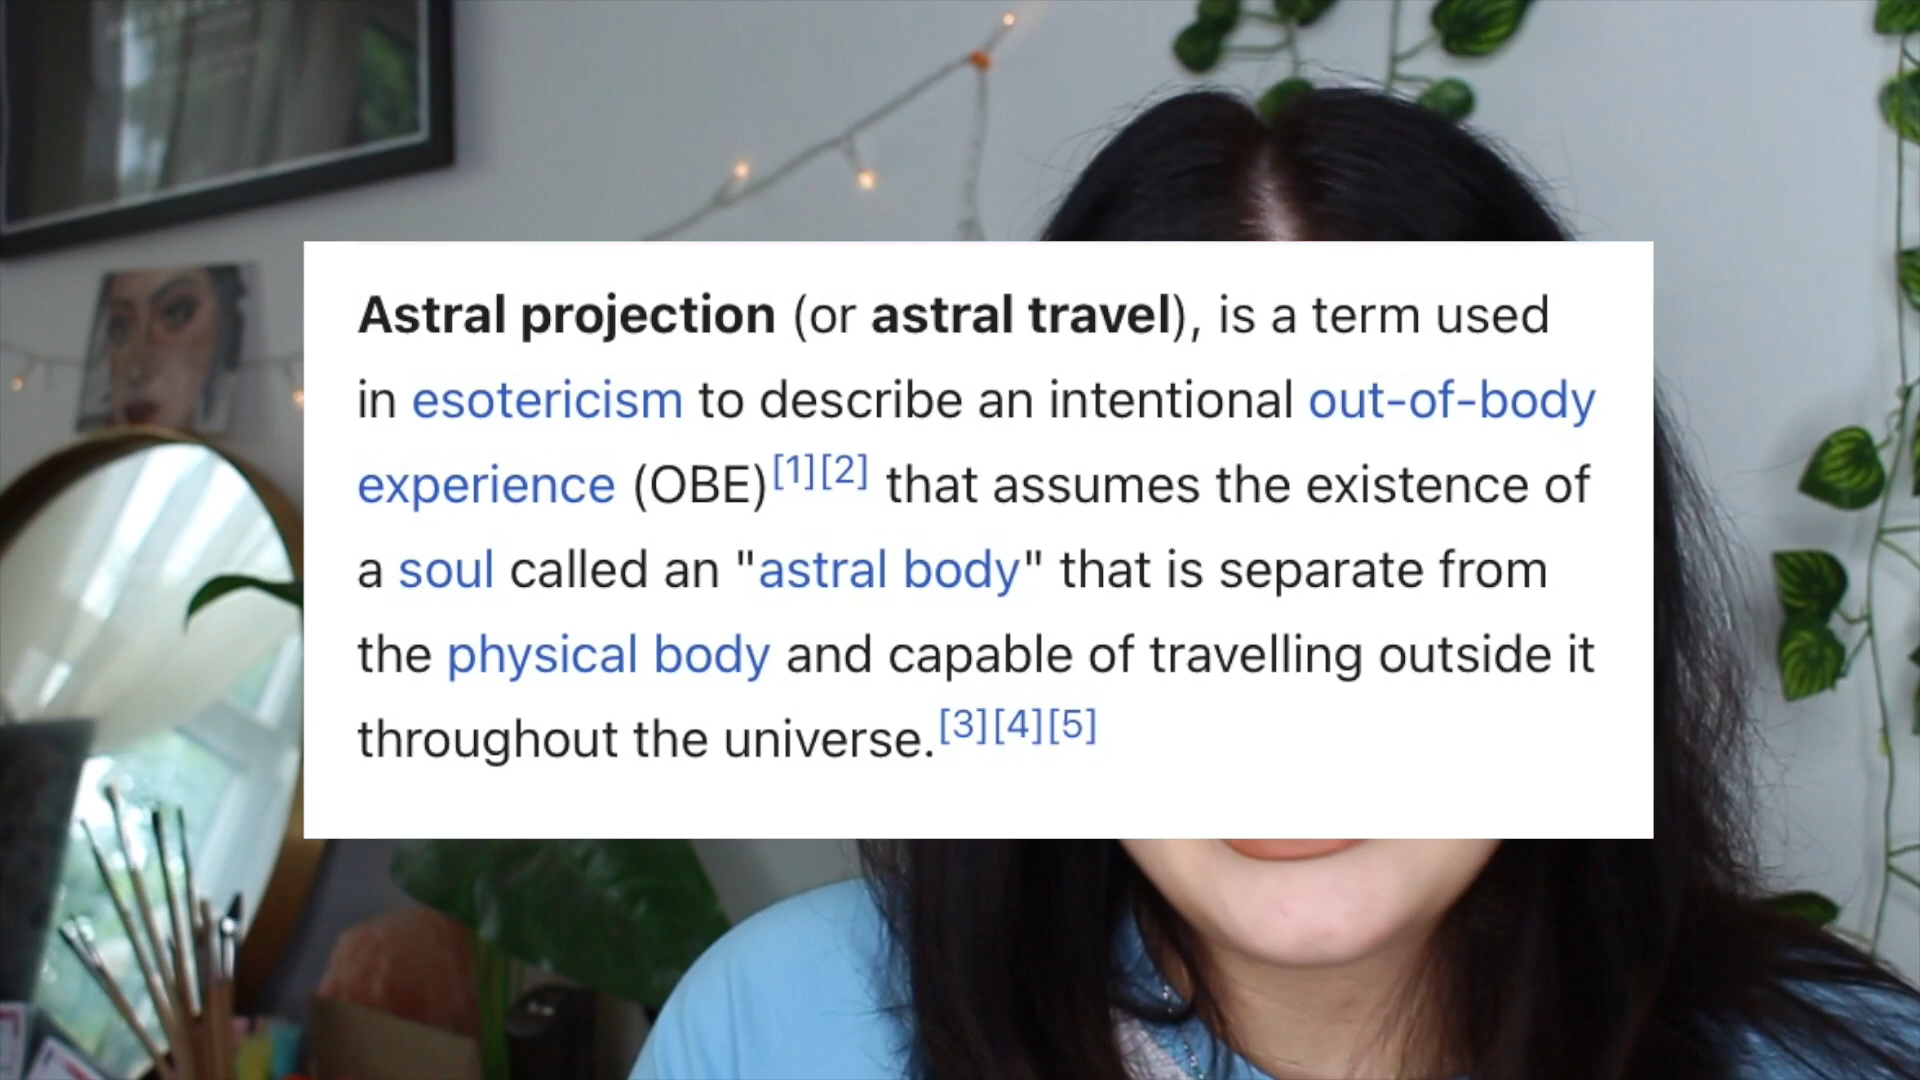 Astral projection (or astral travel), is a term used
in esotericism to describe an intentional out-of-body
experience (OBE)[1][2] that assumes the existence of
a soul called an "astral body" that is separate from
the physical body and capable of travelling outside it
throughout the universe.[3][4][5]